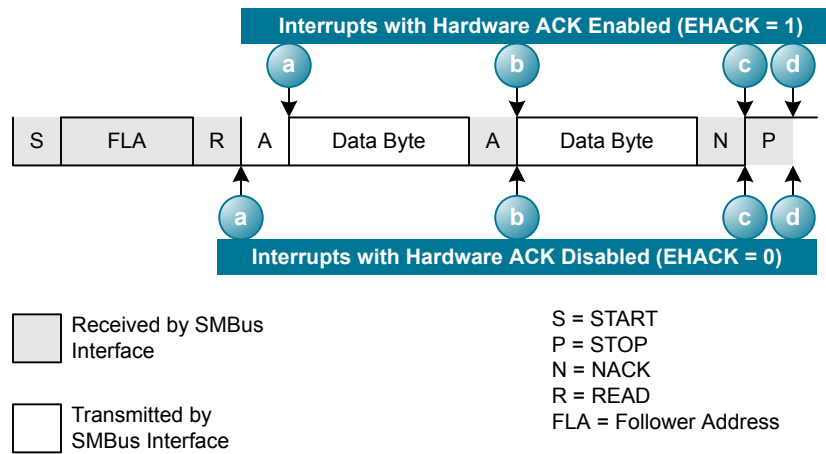 Interrupts with Hardware ACK Enabled (EHACK = 1)
a b c d
S FLA R A Data Byte A Data Byte N P
a b c d
Interrupts with Hardware ACK Disabled (EHACK = 0)
Received by SMBus
Interface
Transmitted by
SMBus Interface
S = START
P = STOP
N = NACK
R = READ
FLA = Follower Address